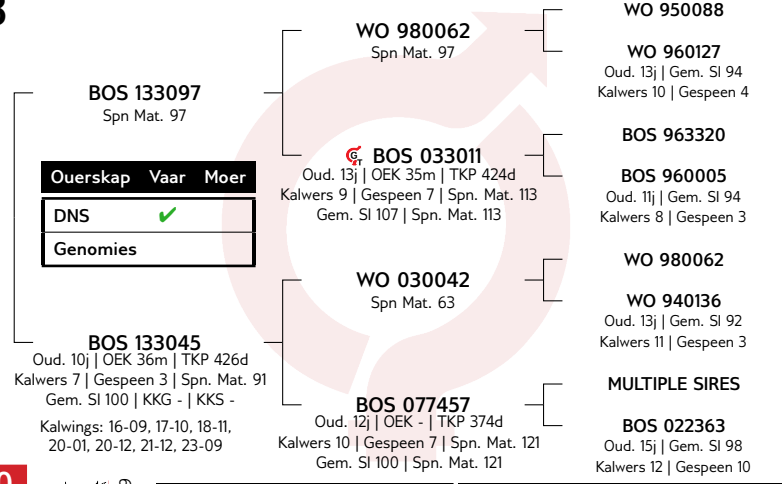 WO 950088
WO 980062
Spn Mat. 97
WO 960127
Oud. 13j | Gem. SI 94
Kalwers 10 | Gespeen 4
BOS 133097
Spn Mat. 97
BOS 963320
GT BOS 033011
Oud. 13j | OEK 35m | TKP 424d
Kalwers 9 | Gespeen 7 | Spn. Mat. 113
Gem. SI 107 | Spn. Mat. 113
BOS 960005
Oud. 11j | Gem. SI 94
Kalwers 8 | Gespeen 3
Ouerskap Vaar Moer
DNS ✔
Genomies
WO 980062
WO 030042
Spn Mat. 63
WO 940136
Oud. 13j | Gem. SI 92
Kalwers 11 | Gespeen 3
BOS 133045
Oud. 10j | OEK 36m | TKP 426d
Kalwers 7 | Gespeen 3 | Spn. Mat. 91
Gem. SI 100 | KKG - | KKS -
Kalwings: 16-09, 17-10, 18-11,
20-01, 20-12, 21-12, 23-09
MULTIPLE SIRES
BOS 077457
Oud. 12j | OEK - | TKP 374d
Kalwers 10 | Gespeen 7 | Spn. Mat. 121
Gem. SI 100 | Spn. Mat. 121
BOS 022363
Oud. 15j | Gem. SI 98
Kalwers 12 | Gespeen 10